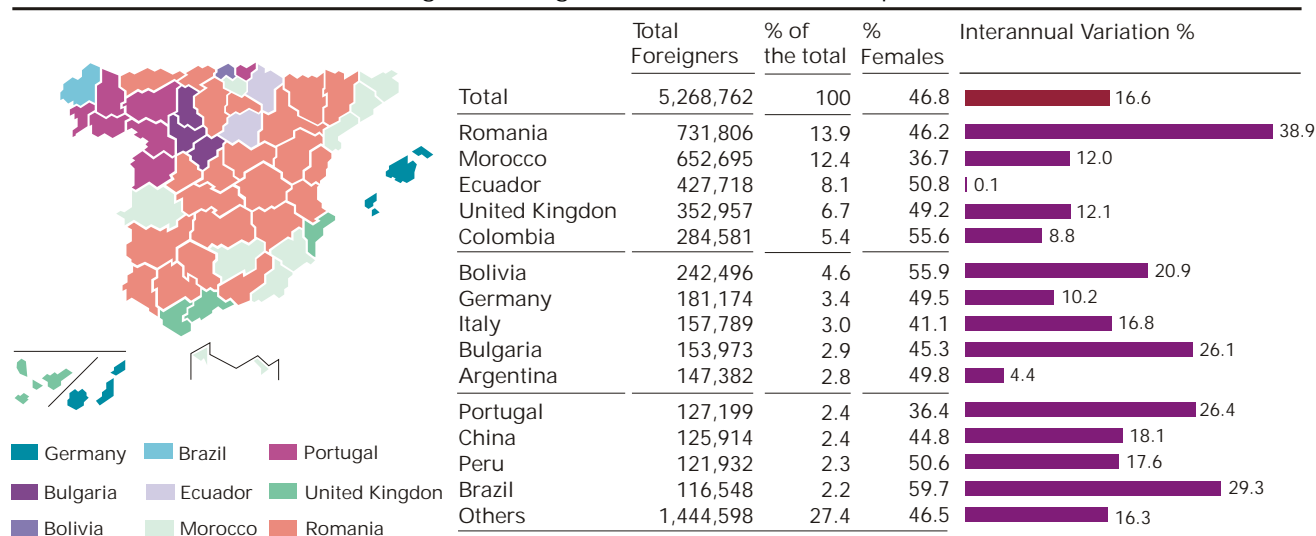 Total % of % Interannual Variation %
Foreigners the total Females
Total 5,268,762 100 46.8 16.6
Romania 731,806 13.9 46.2 38.9
Morocco 652,695 12.4 36.7 12.0
Ecuador 427,718 8.1 50.8 0.1
United Kingdon 352,957 6.7 49.2 12.1
Colombia 284,581 5.4 55.6 8.8
Bolivia 242,496 4.6 55.9 20.9
Germany 181,174 3.4 49.5 10.2
Italy 157,789 3.0 41.1 16.8
Bulgaria 153,973 2.9 45.3 26.1
Argentina 147,382 2.8 49.8 4.4
Portugal 127,199 2.4 36.4 26.4
China 125,914 2.4 44.8 18.1
Peru 121,932 2.3 50.6 17.6
Brazil 116,548 2.2 59.7 29.3
Others 1,444,598 27.4 46.5 16.3
Germany Brazil Portugal
Bulgaria Ecuador United Kingdon
Bolivia Morocco Romania